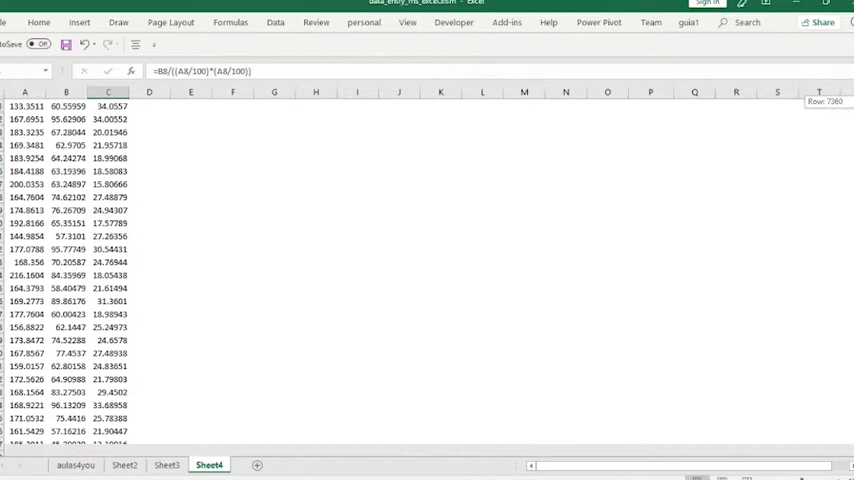 data_entry_ms_excel.xlsm - Excel
Sign in
Home Insert Draw Page Layout Formulas Data Review personal View Developer Add-ins Help Power Pivot Team guia1 Search Share
Off
fx =B8/((A8/100)*(A8/100))
A B C D E F G H I J K L M N O P Q R S T
Row: 7360
133.3511 60.55959 34.0557
167.6951 95.62906 34.00552
183.3235 67.28044 20.01946
169.3481 62.9705 21.95718
183.9254 64.24274 18.99068
184.4188 63.19396 18.58083
200.0353 63.24897 15.80666
164.7604 74.62102 27.48879
174.8613 76.26709 24.94307
192.8166 65.35151 17.57789
144.9854 57.3101 27.26356
177.0788 95.77749 30.54431
168.356 70.20587 24.76944
216.1604 84.35969 18.05438
164.3793 58.40479 21.61494
169.2773 89.86176 31.3601
177.7604 60.00423 18.98943
156.8822 62.1447 25.24973
173.8472 74.52288 24.6578
167.8567 77.4537 27.48938
159.0157 62.80158 24.83651
172.5626 64.90988 21.79803
168.1564 83.27503 29.4502
168.9221 96.13209 33.68958
171.0532 75.4416 25.78388
161.5429 57.16216 21.90447
aulas4you Sheet2 Sheet3 Sheet4